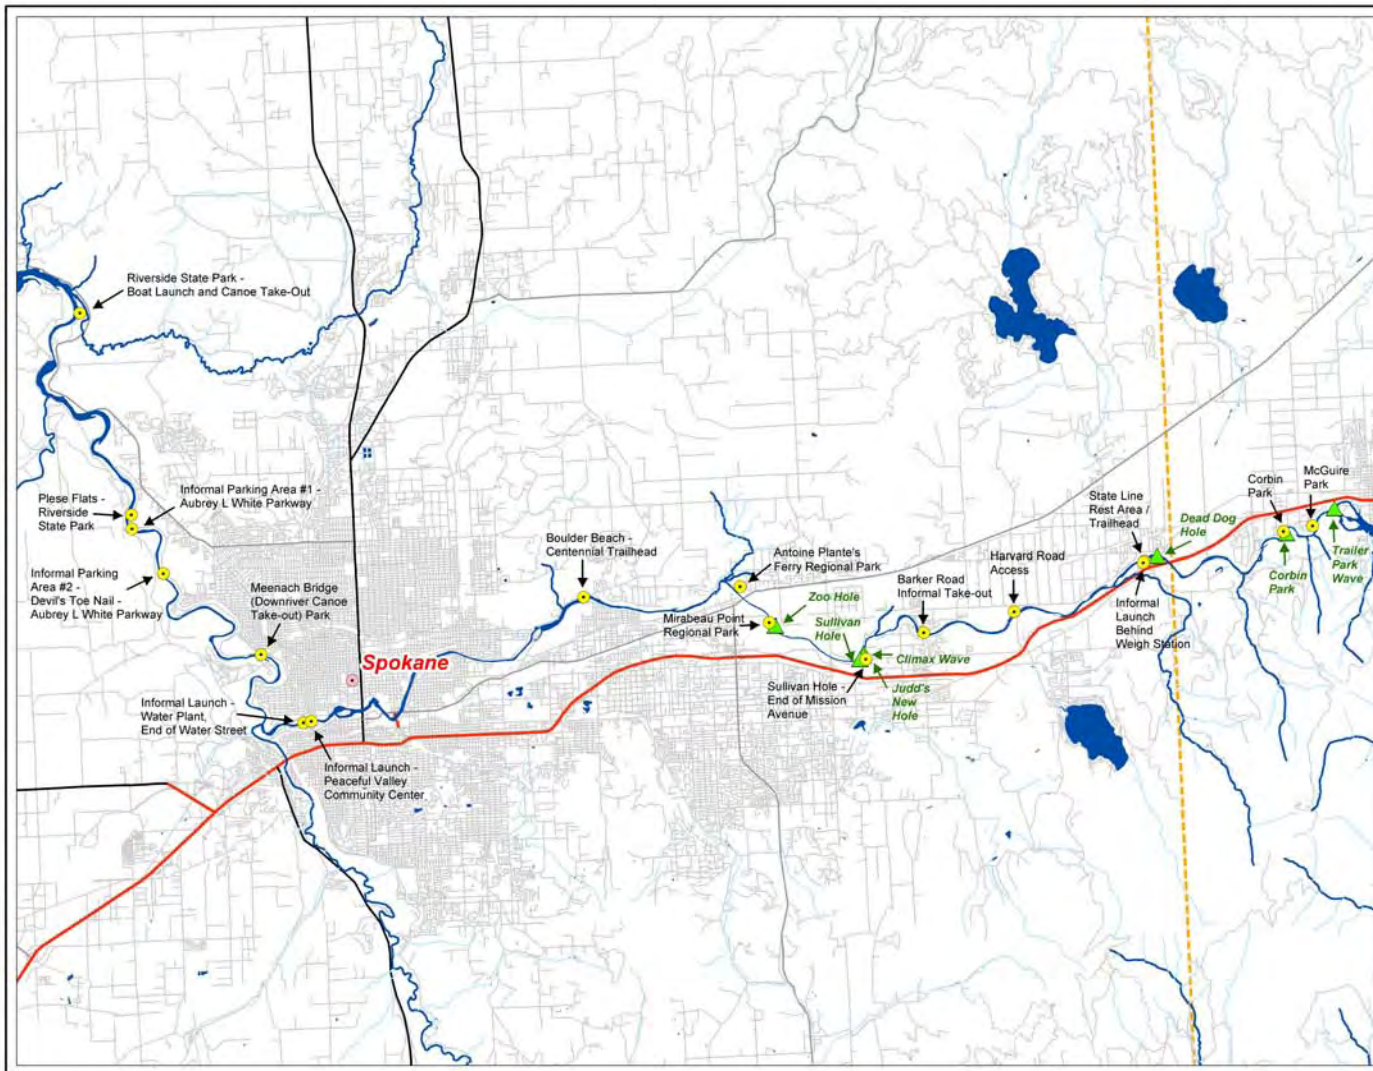 Riverside State Park -
Boat Launch and Canoe Take-Out
Plese Flats -
Riverside
State Park
Informal Parking Area #1 -
Aubrey L White Parkway
Informal Parking
Area #2 -
Devil's Toe Nail -
Aubrey L White Parkway
Meenach Bridge
(Downriver Canoe
Take-out) Park
Spokane
Informal Launch -
Water Plant,
End of Water Street
Informal Launch -
Peaceful Valley
Community Center
Boulder Beach -
Centennial Trailhead
Antoine Plante's
Ferry Regional Park
Mirabeau Point
Regional Park
Zoo Hole
Sullivan
Hole
Climax Wave
Judd's
New
Hole
Sullivan Hole -
End of Mission
Avenue
Barker Road
Informal Take-out
Harvard Road
Access
State Line
Rest Area /
Trailhead
Dead Dog
Hole
Informal
Launch
Behind
Weigh Station
Corbin
Park
Corbin
Park
McGuire
Park
Trailer
Park
Wave